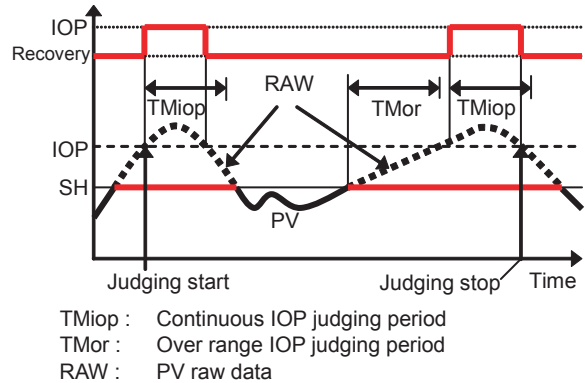 IOP
Recovery
RAW
TMiop
TMor
TMiop
IOP
SH
PV
Judging start
Judging stop
Time
TMiop : Continuous IOP judging period
TMor : Over range IOP judging period
RAW : PV raw data